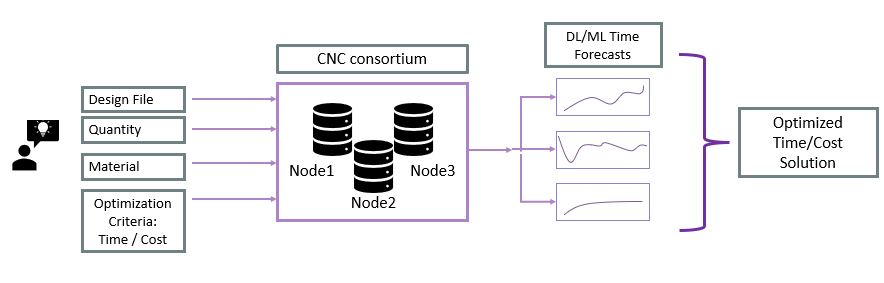 Design File
Quantity
Material
Optimization
Criteria:
Time / Cost
CNC consortium
Node1
Node2
Node3
DL/ML Time
Forecasts
Optimized
Time/Cost
Solution